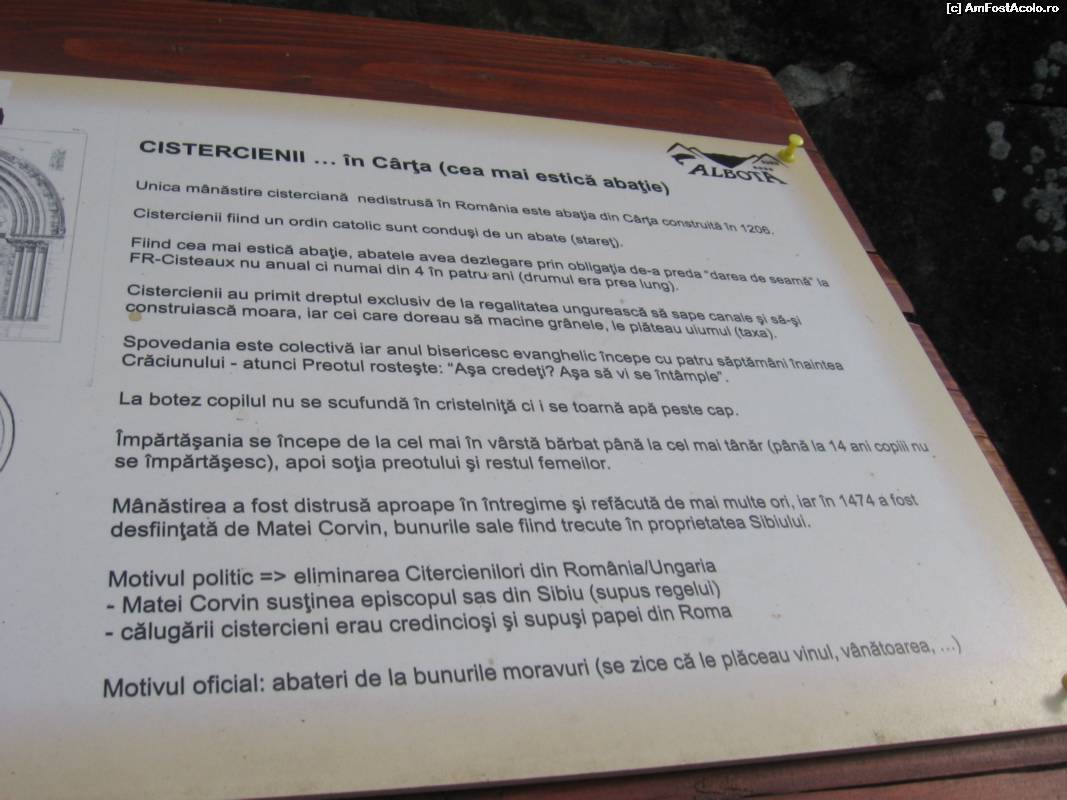 [c] AmFostAcolo.ro
CISTERCIENII ... în Cârţa (cea mai estică abaţie)
ALBOTA
Unica mânăstire cisterciană nedistrusă în România este abaţia din Cârţa construită în 1206.
Cistercienii fiind un ordin catolic sunt conduşi de un abate (stareţ).
Fiind cea mai estică abaţie, abatele avea dezlegare prin obligaţia de-a preda "darea de seamă" la
FR-Cisteaux nu anual ci numai din 4 în patru ani (drumul era prea lung).
Cistercienii au primit dreptul exclusiv de la regalitatea ungurească să sape canale şi să-şi
construiască moara, iar cei care doreau să macine grânele, le plăteau uiumul (taxa).
Spovedania este colectivă iar anul bisericesc evanghelic începe cu patru săptămâni înaintea
Crăciunului - atunci Preotul rosteşte: "Aşa credeţi? Aşa să vi se întâmple".
La botez copilul nu se scufundă în cristelniţă ci i se toarnă apă peste cap.
Împărtăşania se începe de la cel mai în vârstă bărbat până la cel mai tânăr (până la 14 ani copiii nu
se împărtăşesc), apoi soţia preotului şi restul femeilor.
Mânăstirea a fost distrusă aproape în întregime şi refăcută de mai multe ori, iar în 1474 a fost
desfiinţată de Matei Corvin, bunurile sale fiind trecute în proprietatea Sibiului.
Motivul politic => eliminarea Citercienilori din România/Ungaria
- Matei Corvin susţinea episcopul sas din Sibiu (supus regelui)
- călugării cistercieni erau credincioşi şi supuşi papei din Roma
Motivul oficial: abateri de la bunurile moravuri (se zice că le plăceau vinul, vânătoarea, ...)